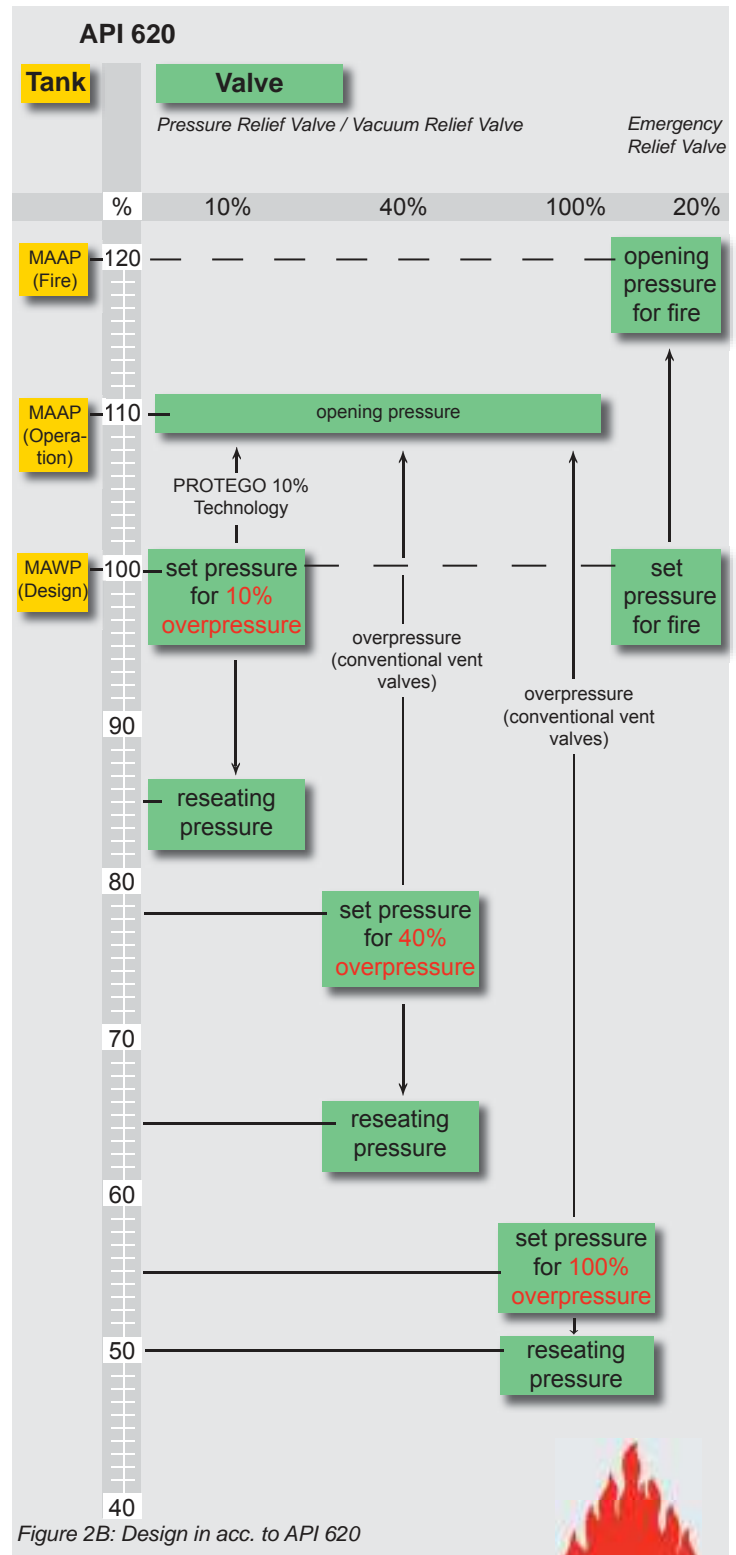 API 620
Tank
Valve
Pressure Relief Valve / Vacuum Relief Valve
Emergency
Relief Valve
% 10% 40% 100% 20%
MAAP
(Fire)
120
opening
pressure
for fire
MAAP
(Opera-
tion)
110
opening pressure
PROTEGO 10%
Technology
MAWP
(Design)
100
set pressure
for 10%
overpressure
set
pressure
for fire
overpressure
(conventional vent
valves)
overpressure
(conventional vent
valves)
90
reseating
pressure
80
set pressure
for 40%
overpressure
70
reseating
pressure
60
set pressure
for 100%
overpressure
50
reseating
pressure
40
Figure 2B: Design in acc. to API 620